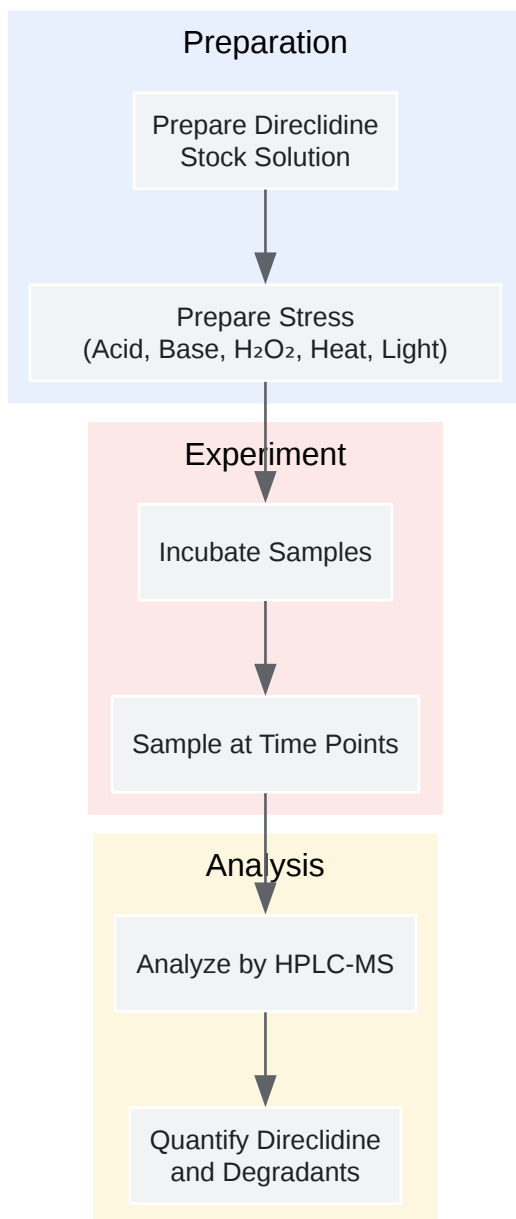 Preparation
Prepare Direclidine
Stock Solution
Prepare Stress
(Acid, Base, H₂O₂, Heat, Light)
Experiment
Incubate Samples
Sample at Time Points
Analysis
Analyze by HPLC-MS
Quantify Direclidine
and Degradants